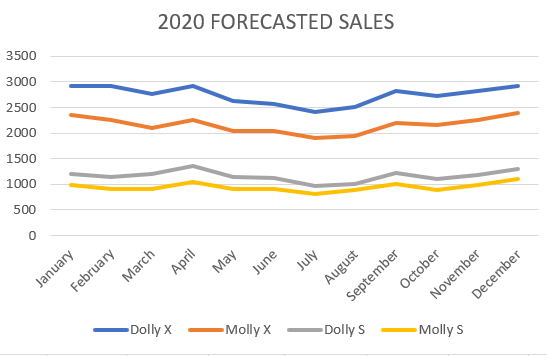 2020 FORECASTED SALES
3500
3000
2500
2000
1500
1000
500
0
January
February
March
April
May
June
July
August
September
October
November
December
Dolly X Molly X Dolly S Molly S